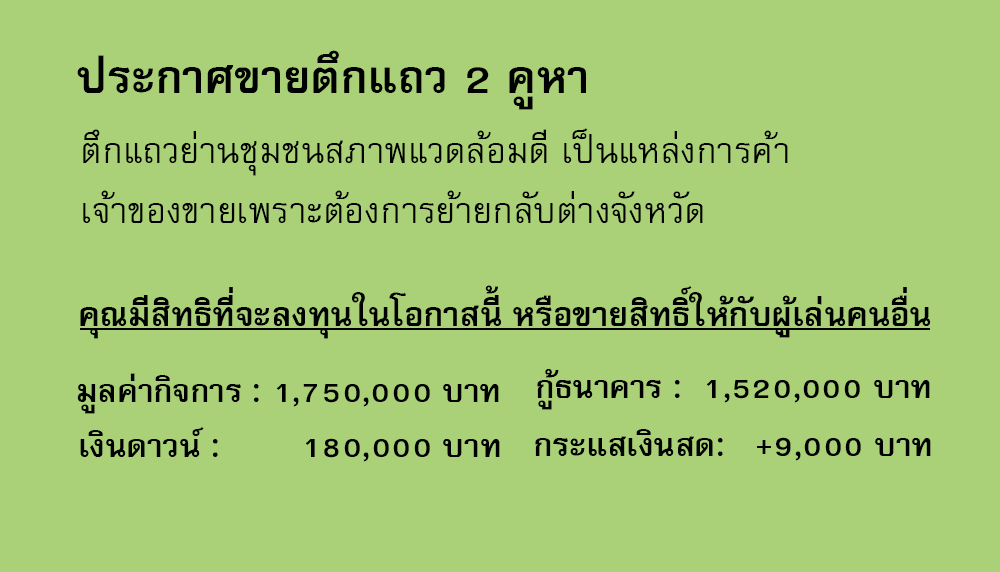 ประกาศขายตึกแถว 2 คูหา
ตึกแถวย่านชุมชนสภาพแวดล้อมดี เป็นแหล่งการค้า
เจ้าของขายเพราะต้องการย้ายกลับต่างจังหวัด
คุณมีสิทธิที่จะลงทุนในโอกาสนี้ หรือขายสิทธิ์ให้กับผู้เล่นคนอื่น
มูลค่ากิจการ : 1,750,000 บาท กู้ธนาคาร : 1,520,000 บาท
เงินดาวน์ : 180,000 บาท กระแสเงินสด: +9,000 บาท